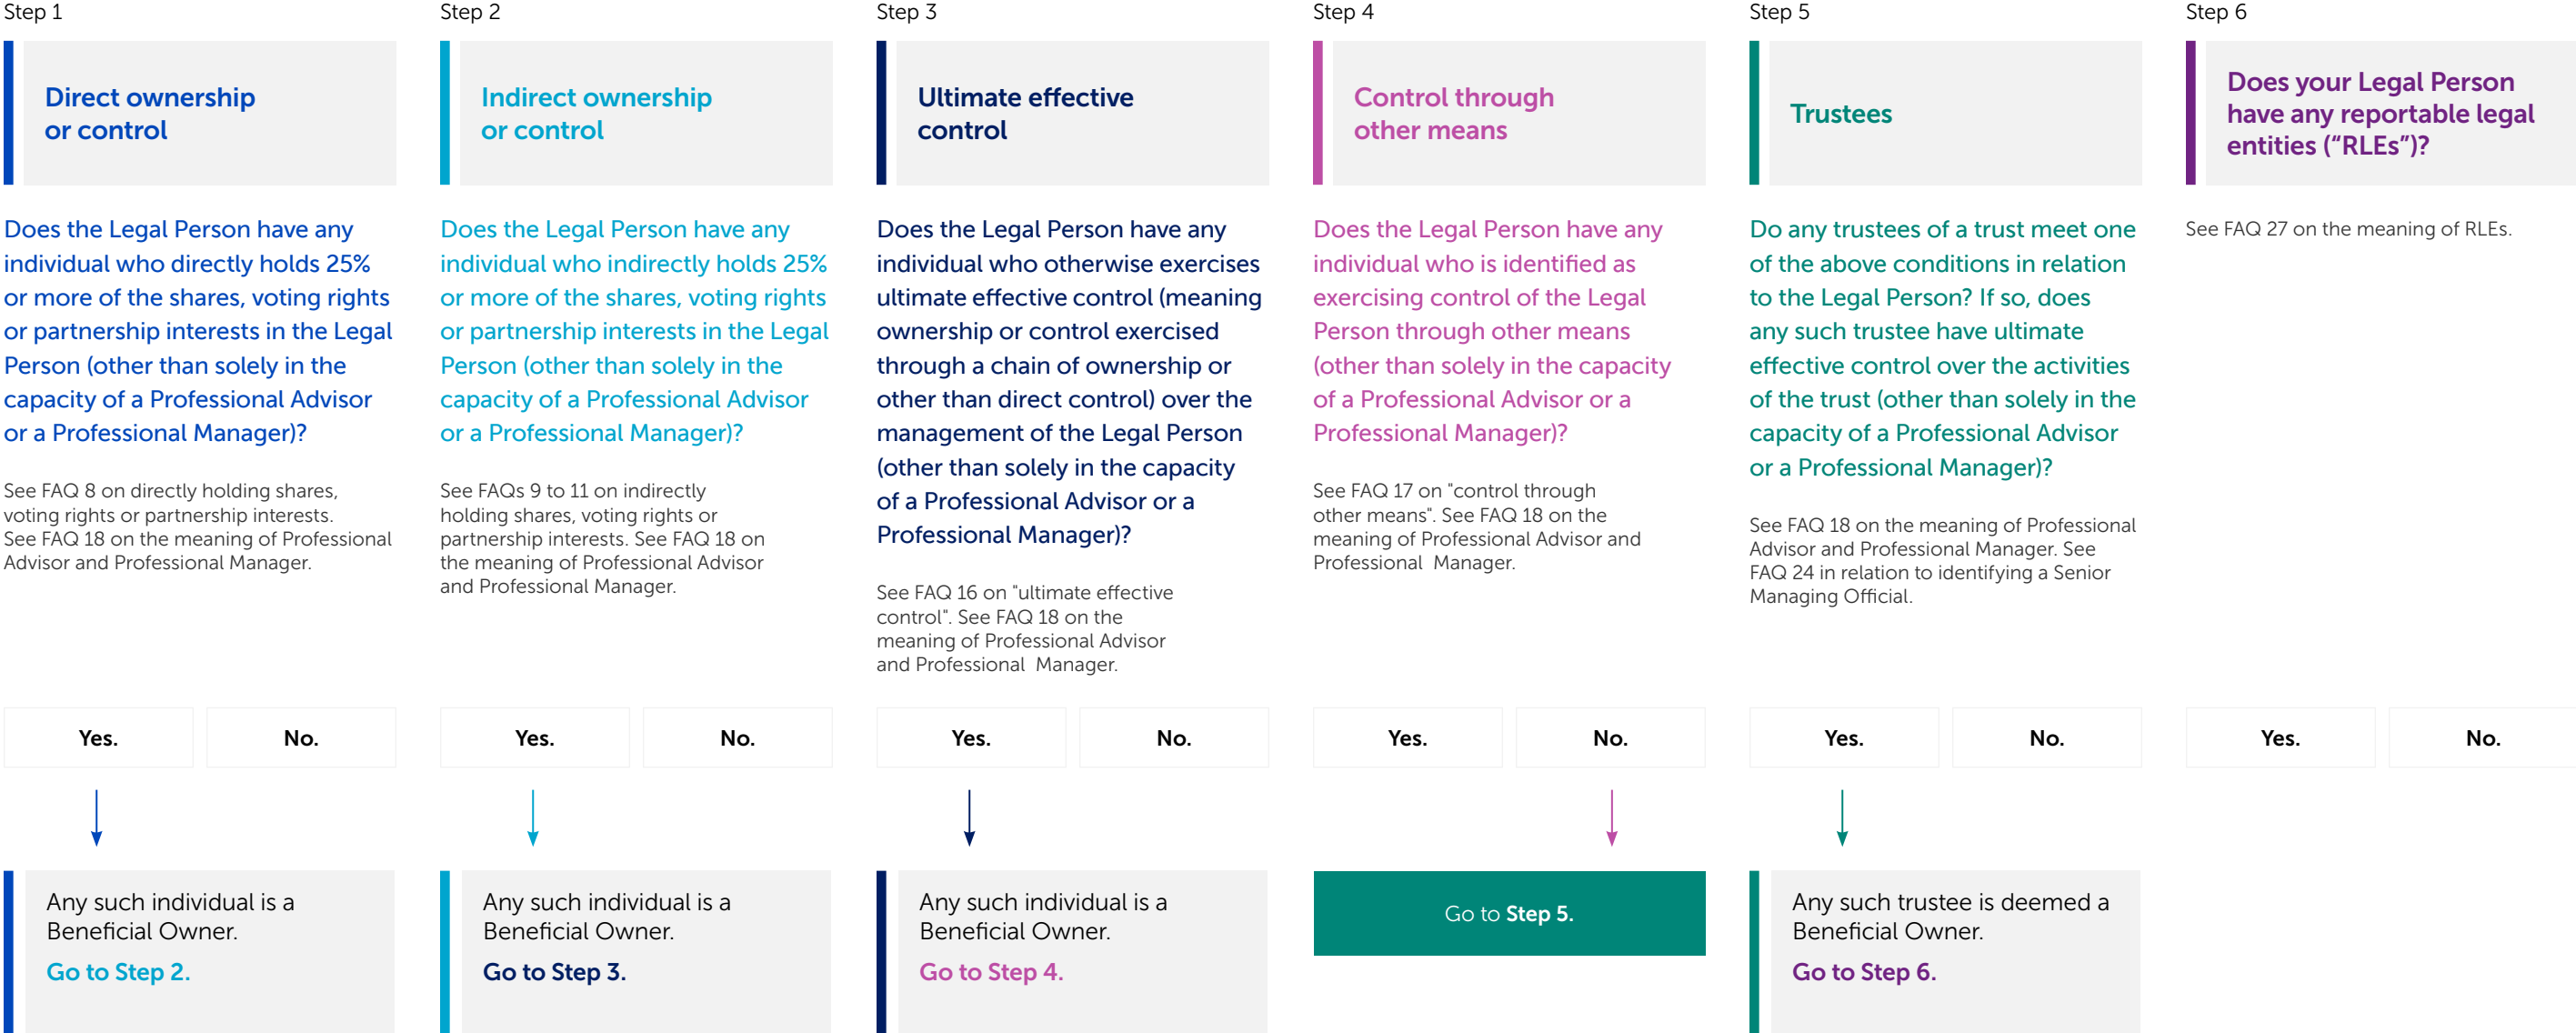 Step 1
Direct ownership
or control
Does the Legal Person have any
individual who directly holds 25%
or more of the shares, voting rights
or partnership interests in the Legal
Person (other than solely in the
capacity of a Professional Advisor
or a Professional Manager)?
See FAQ 8 on directly holding shares,
voting rights or partnership interests.
See FAQ 18 on the meaning of Professional
Advisor and Professional Manager.
Yes.
No.
Any such individual is a
Beneficial Owner.
Go to Step 2.
Step 2
Indirect ownership
or control
Does the Legal Person have any
individual who indirectly holds 25%
or more of the shares, voting rights
or partnership interests in the Legal
Person (other than solely in the
capacity of a Professional Advisor
or a Professional Manager)?
See FAQs 9 to 11 on indirectly
holding shares, voting rights or
partnership interests. See FAQ 18 on
the meaning of Professional Advisor
and Professional Manager.
Yes.
No.
Any such individual is a
Beneficial Owner.
Go to Step 3.
Step 3
Ultimate effective
control
Does the Legal Person have any
individual who otherwise exercises
ultimate effective control (meaning
ownership or control exercised
through a chain of ownership or
other than direct control) over the
management of the Legal Person
(other than solely in the capacity
of a Professional Advisor or a
Professional Manager)?
See FAQ 16 on "ultimate effective
control". See FAQ 18 on the
meaning of Professional Advisor
and Professional Manager.
Yes.
No.
Any such individual is a
Beneficial Owner.
Go to Step 4.
Step 4
Control through
other means
Does the Legal Person have any
individual who is identified as
exercising control of the Legal
Person through other means
(other than solely in the capacity
of a Professional Advisor or a
Professional Manager)?
See FAQ 17 on "control through
other means". See FAQ 18 on the
meaning of Professional Advisor and
Professional Manager.
Yes.
No.
Go to Step 5.
Step 5
Trustees
Do any trustees of a trust meet one
of the above conditions in relation
to the Legal Person? If so, does
any such trustee have ultimate
effective control over the activities
of the trust (other than solely in the
capacity of a Professional Advisor
or a Professional Manager)?
See FAQ 18 on the meaning of Professional
Advisor and Professional Manager. See
FAQ 24 in relation to identifying a Senior
Managing Official.
Yes.
No.
Any such trustee is deemed a
Beneficial Owner.
Go to Step 6.
Step 6
Does your Legal Person
have any reportable legal
entities (“RLEs”)?
See FAQ 27 on the meaning of RLEs.
Yes.
No.